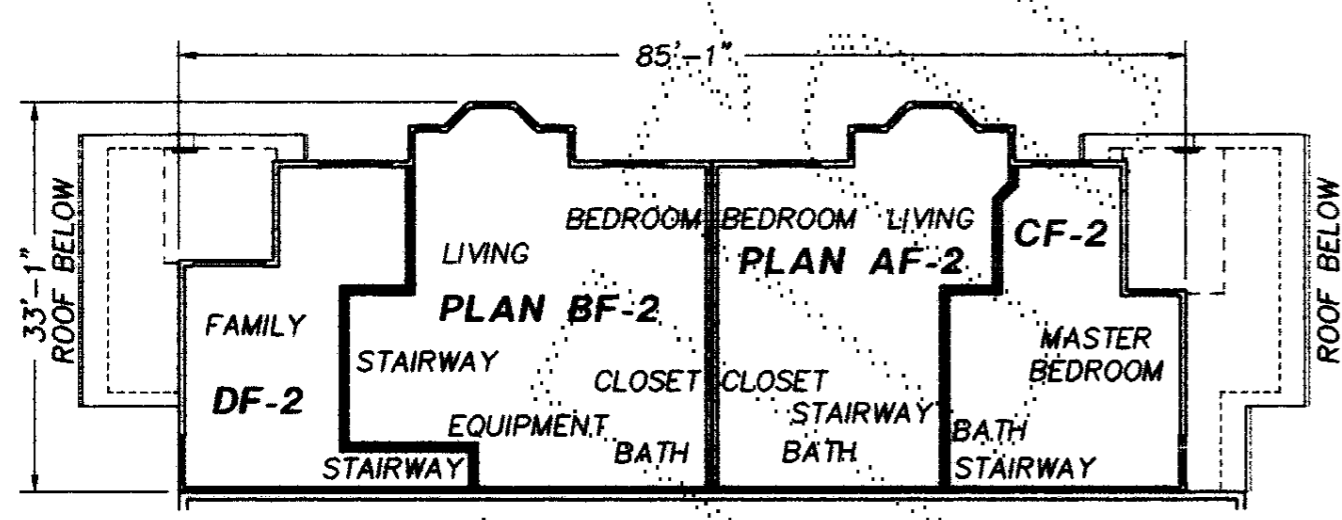 85'-1"
33'-1"
ROOF BELOW
BEDROOM
BEDROOM
LIVING
CF-2
LIVING
PLAN AF-2
PLAN BF-2
FAMILY
STAIRWAY
MASTER
BEDROOM
DF-2
CLOSET
CLOSET
STAIRWAY
EQUIPMENT
BATH
BATH
BATH
STAIRWAY
STAIRWAY
ROOF BELOW